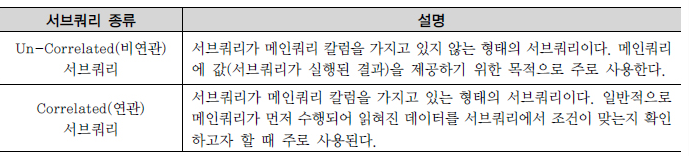 서브쿼리 종류 설명
Un-Correlated(비연관)
서브쿼리
서브쿼리가 메인쿼리 칼럼을 가지고 있지 않는 형태의 서브쿼리이다. 메인쿼리
에 값(서브쿼리가 실행된 결과)을 제공하기 위한 목적으로 주로 사용한다.
Correlated(연관)
서브쿼리
서브쿼리가 메인쿼리 칼럼을 가지고 있는 형태의 서브쿼리이다. 일반적으로
메인쿼리가 먼저 수행되어 읽혀진 데이터를 서브쿼리에서 조건이 맞는지 확인
하고자 할 때 주로 사용된다.